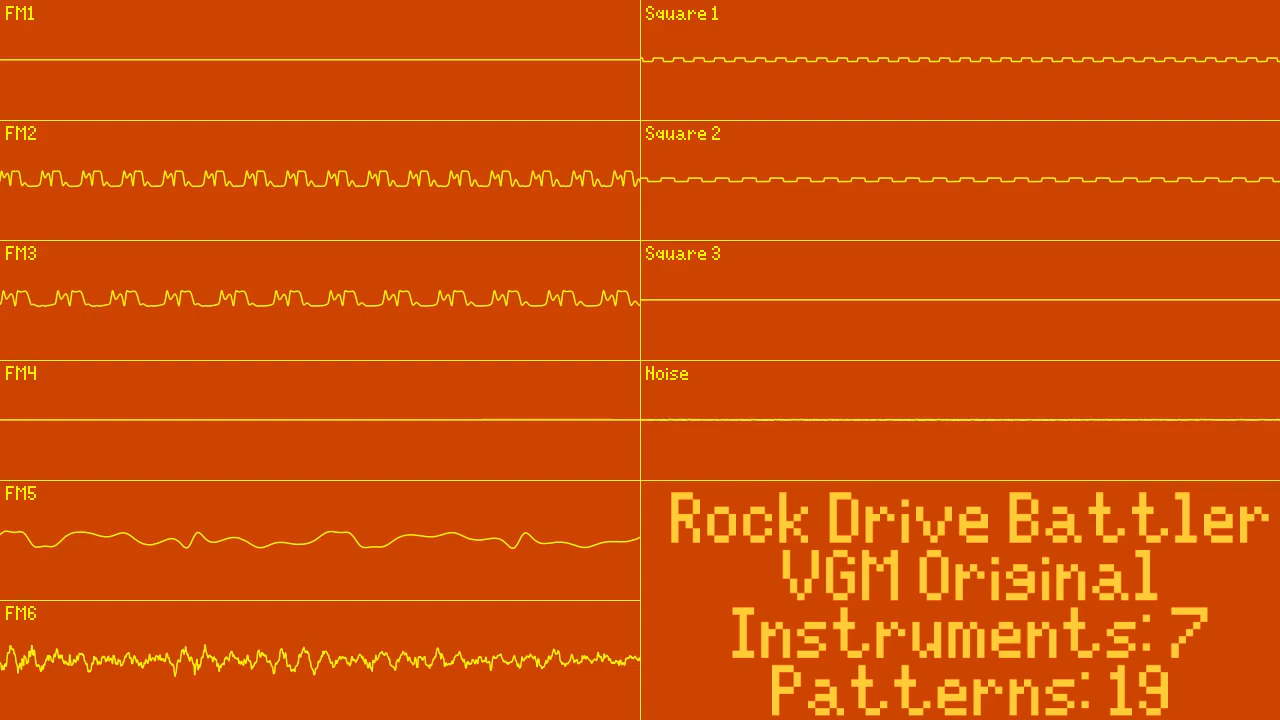 FM1
FM2
FM3
FM4
FM5
FM6
Square 1
Square 2
Square 3
Noise
Rock Drive Battler
VGM Original
Instruments: 7
Patterns: 19